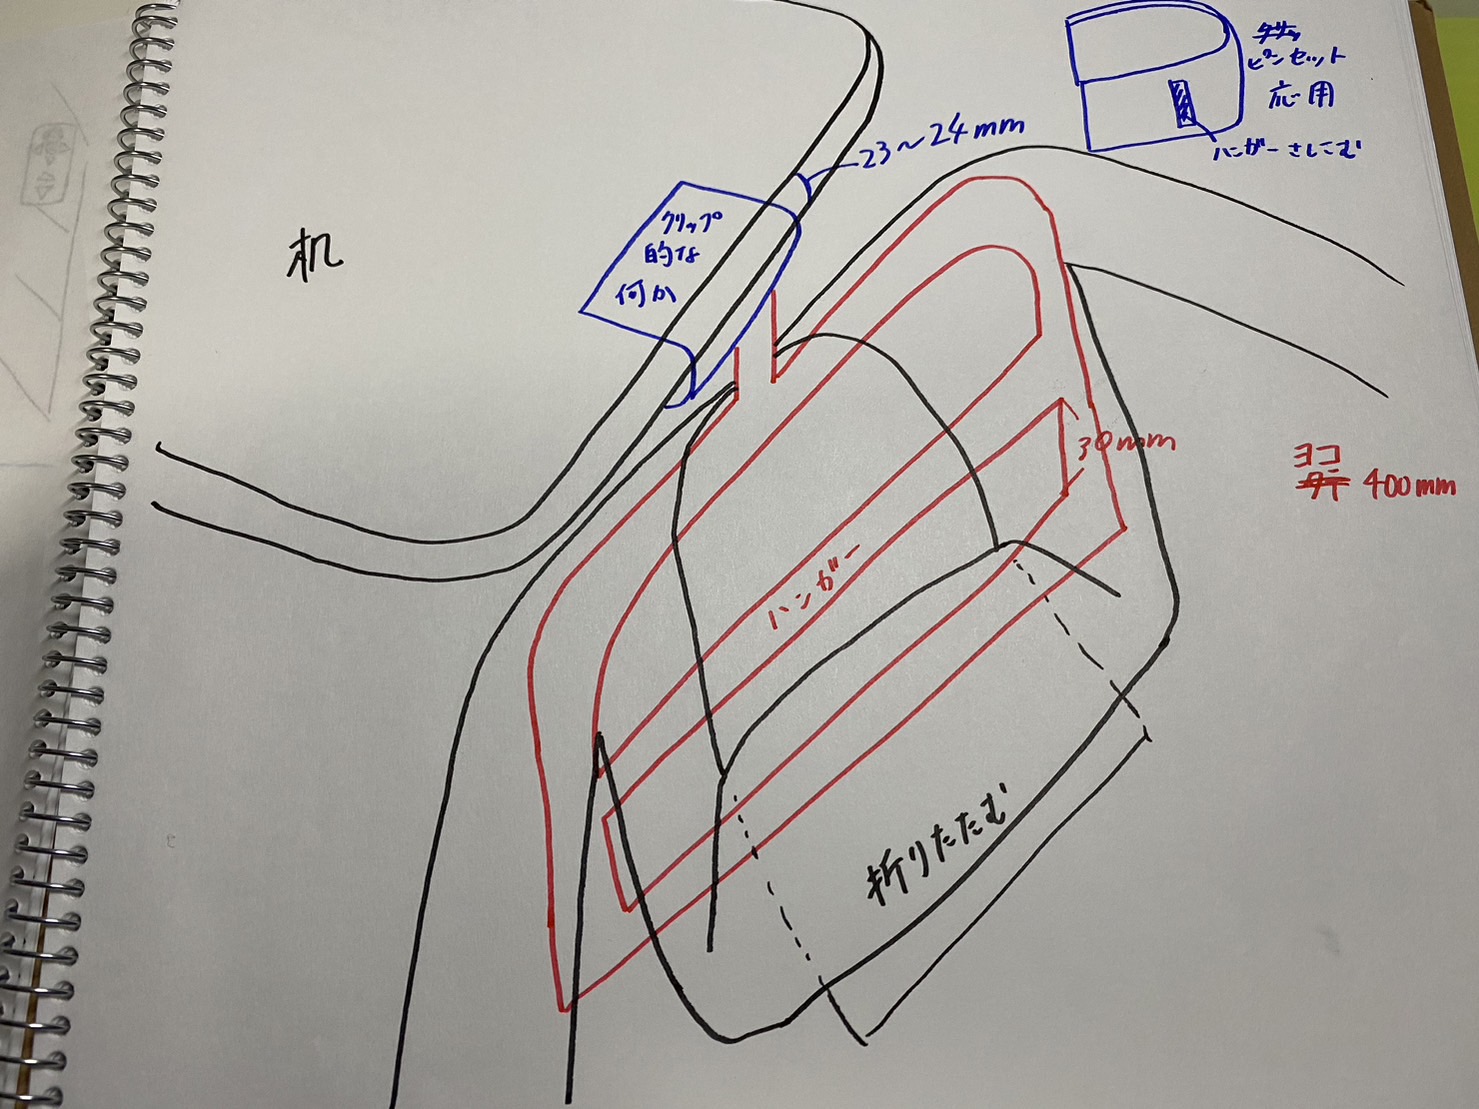 ピンセット
応用
ハンガーさしこむ
23～24mm
クリップ
的な
何か
机
30mm
ヨコ
400mm
ハンガー
折りたたむ